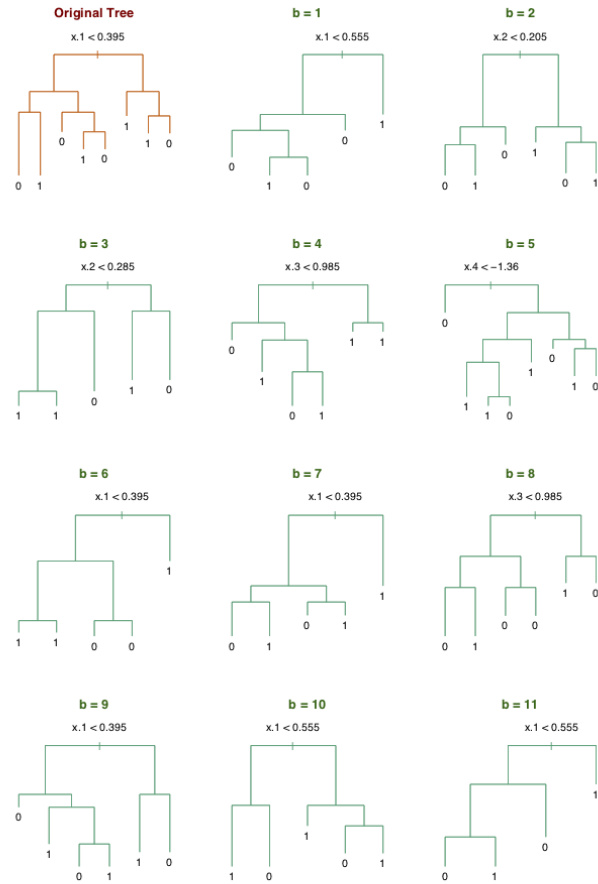 Original Tree
b = 1
b = 2
x.1 < 0.395
x.1 < 0.555
x.2 < 0.205
0 1 0 1 0 1 1 0
0 1 0 0 1
0 1 0 1 0 1
b = 3
b = 4
b = 5
x.2 < 0.285
x.3 < 0.985
x.4 < −1.36
1 1 0 1 0
0 1 0 1 1 1
0 1 1 0 1 0 1 0
b = 6
b = 7
b = 8
x.1 < 0.395
x.1 < 0.395
x.3 < 0.985
1 1 0 0 1
0 1 0 1 1
0 1 0 0 1 0
b = 9
b = 10
b = 11
x.1 < 0.395
x.1 < 0.555
x.1 < 0.555
0 1 0 1 1 0
1 0 1 0 1
0 1 0 1